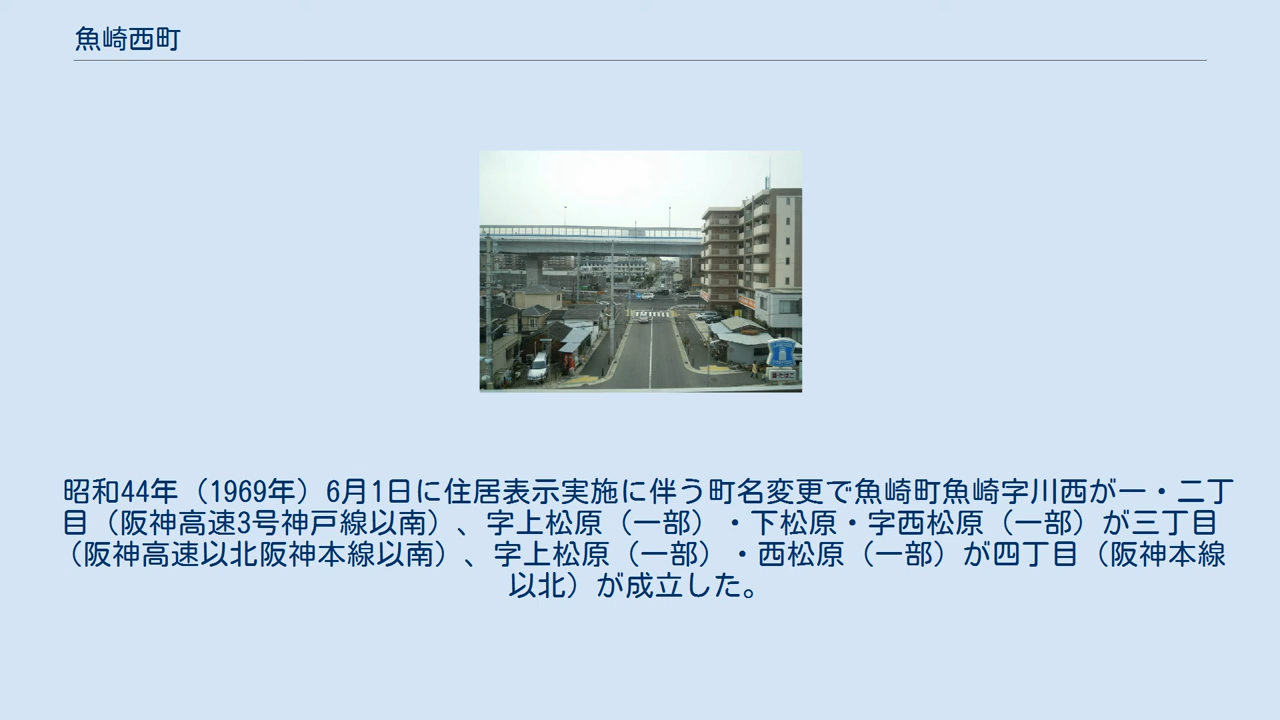 魚崎西町
昭和44年（1969年）6月1日に住居表示実施に伴う町名変更で魚崎町魚崎字川西が一・二丁
目（阪神高速3号神戸線以南）、字上松原（一部）・下松原・字西松原（一部）が三丁目
（阪神高速以北阪神本線以南）、字上松原（一部）・西松原（一部）が四丁目（阪神本線
以北）が成立した。